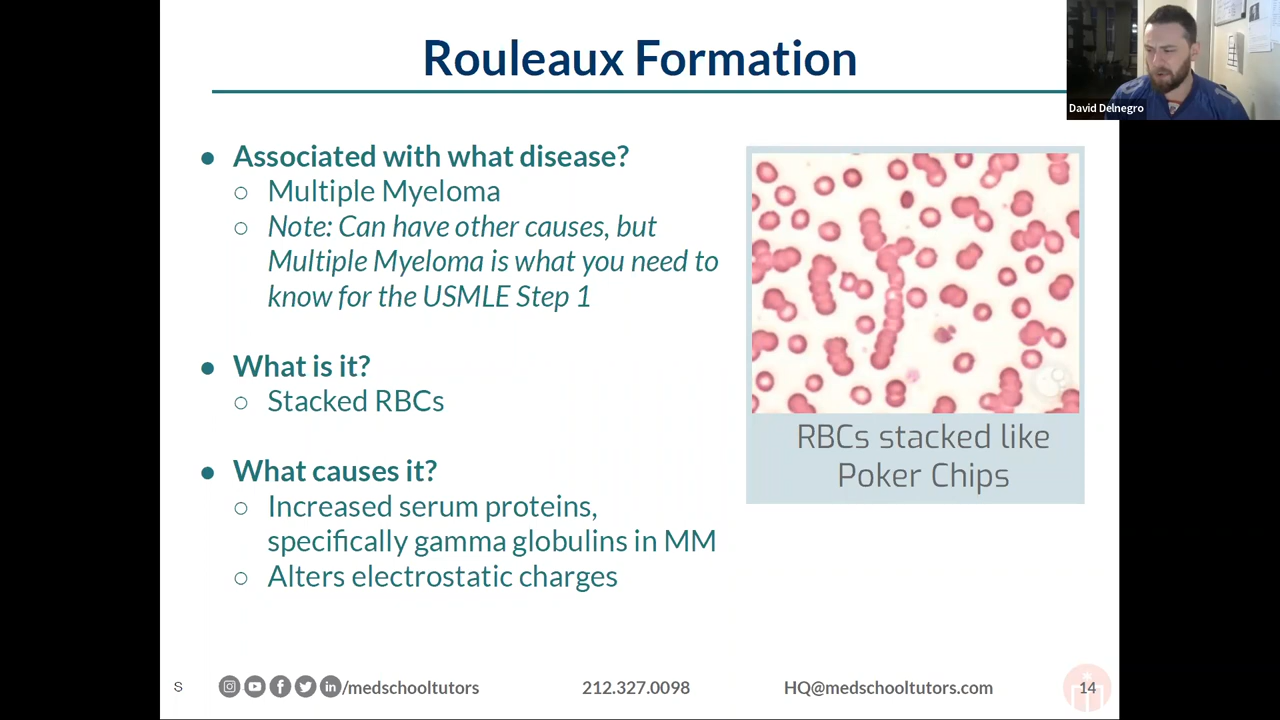 Rouleaux Formation
David Delnegro
● Associated with what disease?
○ Multiple Myeloma
○ Note: Can have other causes, but
Multiple Myeloma is what you need to
know for the USMLE Step 1
● What is it?
○ Stacked RBCs
● What causes it?
○ Increased serum proteins,
specifically gamma globulins in MM
○ Alters electrostatic charges
RBCs stacked like
Poker Chips
S
/medschooltutors
212.327.0098
HQ@medschooltutors.com
14